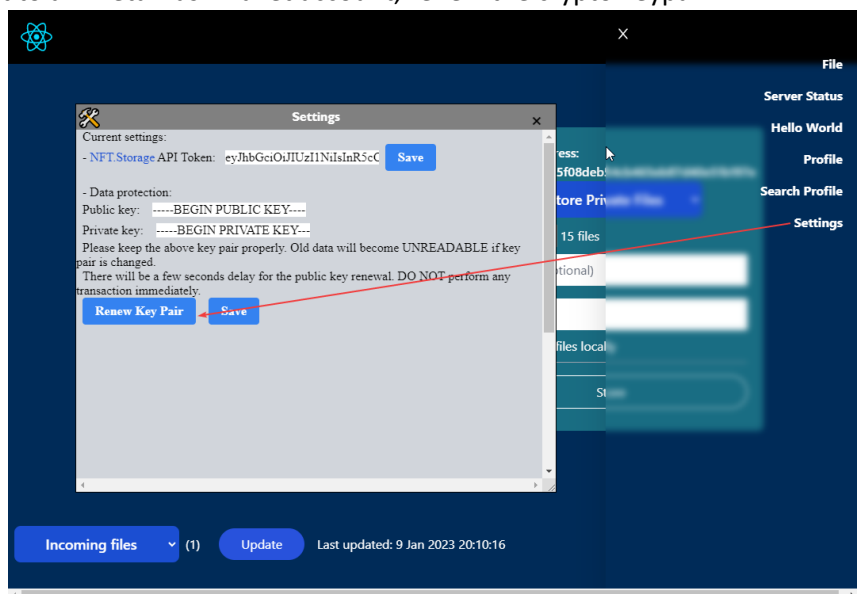 X
File
Server Status
Hello World
Profile
Search Profile
Settings
Settings
×
Current settings:
- NFT.Storage API Token: eyJhbGciOiJIUzI1NiIsInR5cC
Save
- Data protection:
Public key: -----BEGIN PUBLIC KEY----
Private key: -----BEGIN PRIVATE KEY---
Please keep the above key pair properly. Old data will become UNREADABLE if key
pair is changed.
There will be a few seconds delay for the public key renewal. DO NOT perform any
transaction immediately.
Renew Key Pair
Save
ress:
5f08deb
tore Pri
15 files
tional)
files local
St
Incoming files (1)
Update
Last updated: 9 Jan 2023 20:10:16